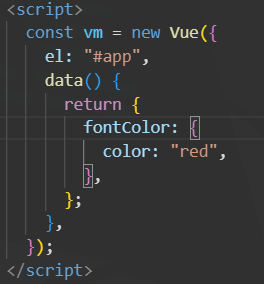 <script>
const vm = new Vue({
el: "#app",
data() {
return {
fontColor: {
color: "red",
},
};
},
});
</script>